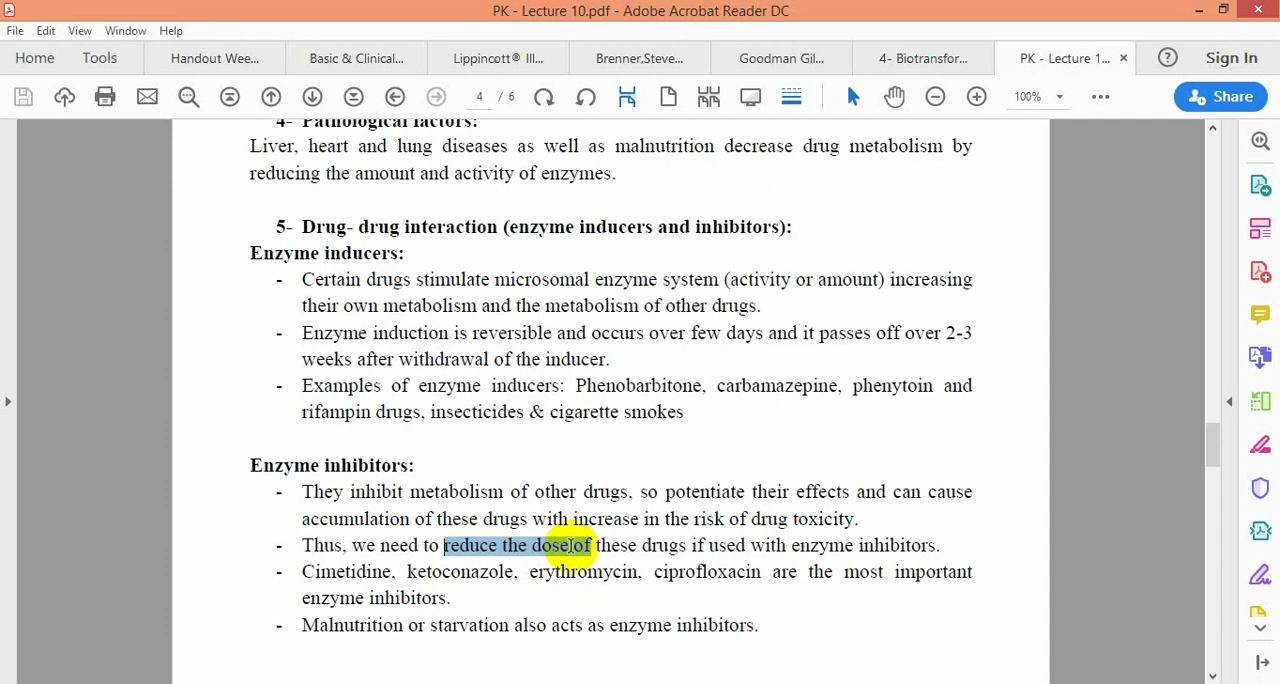 PK - Lecture 10.pdf - Adobe Acrobat Reader DC
File Edit View Window Help
Home Tools Handout Wee... Basic & Clinical... Lippincott® Ill... Brenner,Steve... Goodman Gil... 4- Biotransfor... PK - Lecture 1... Sign In
4 / 6 100% Share
4- Pathological factors:
Liver, heart and lung diseases as well as malnutrition decrease drug metabolism by
reducing the amount and activity of enzymes.
5- Drug- drug interaction (enzyme inducers and inhibitors):
Enzyme inducers:
- Certain drugs stimulate microsomal enzyme system (activity or amount) increasing
their own metabolism and the metabolism of other drugs.
- Enzyme induction is reversible and occurs over few days and it passes off over 2-3
weeks after withdrawal of the inducer.
- Examples of enzyme inducers: Phenobarbitone, carbamazepine, phenytoin and
rifampin drugs, insecticides & cigarette smokes
Enzyme inhibitors:
- They inhibit metabolism of other drugs, so potentiate their effects and can cause
accumulation of these drugs with increase in the risk of drug toxicity.
- Thus, we need to reduce the dose of these drugs if used with enzyme inhibitors.
- Cimetidine, ketoconazole, erythromycin, ciprofloxacin are the most important
enzyme inhibitors.
- Malnutrition or starvation also acts as enzyme inhibitors.